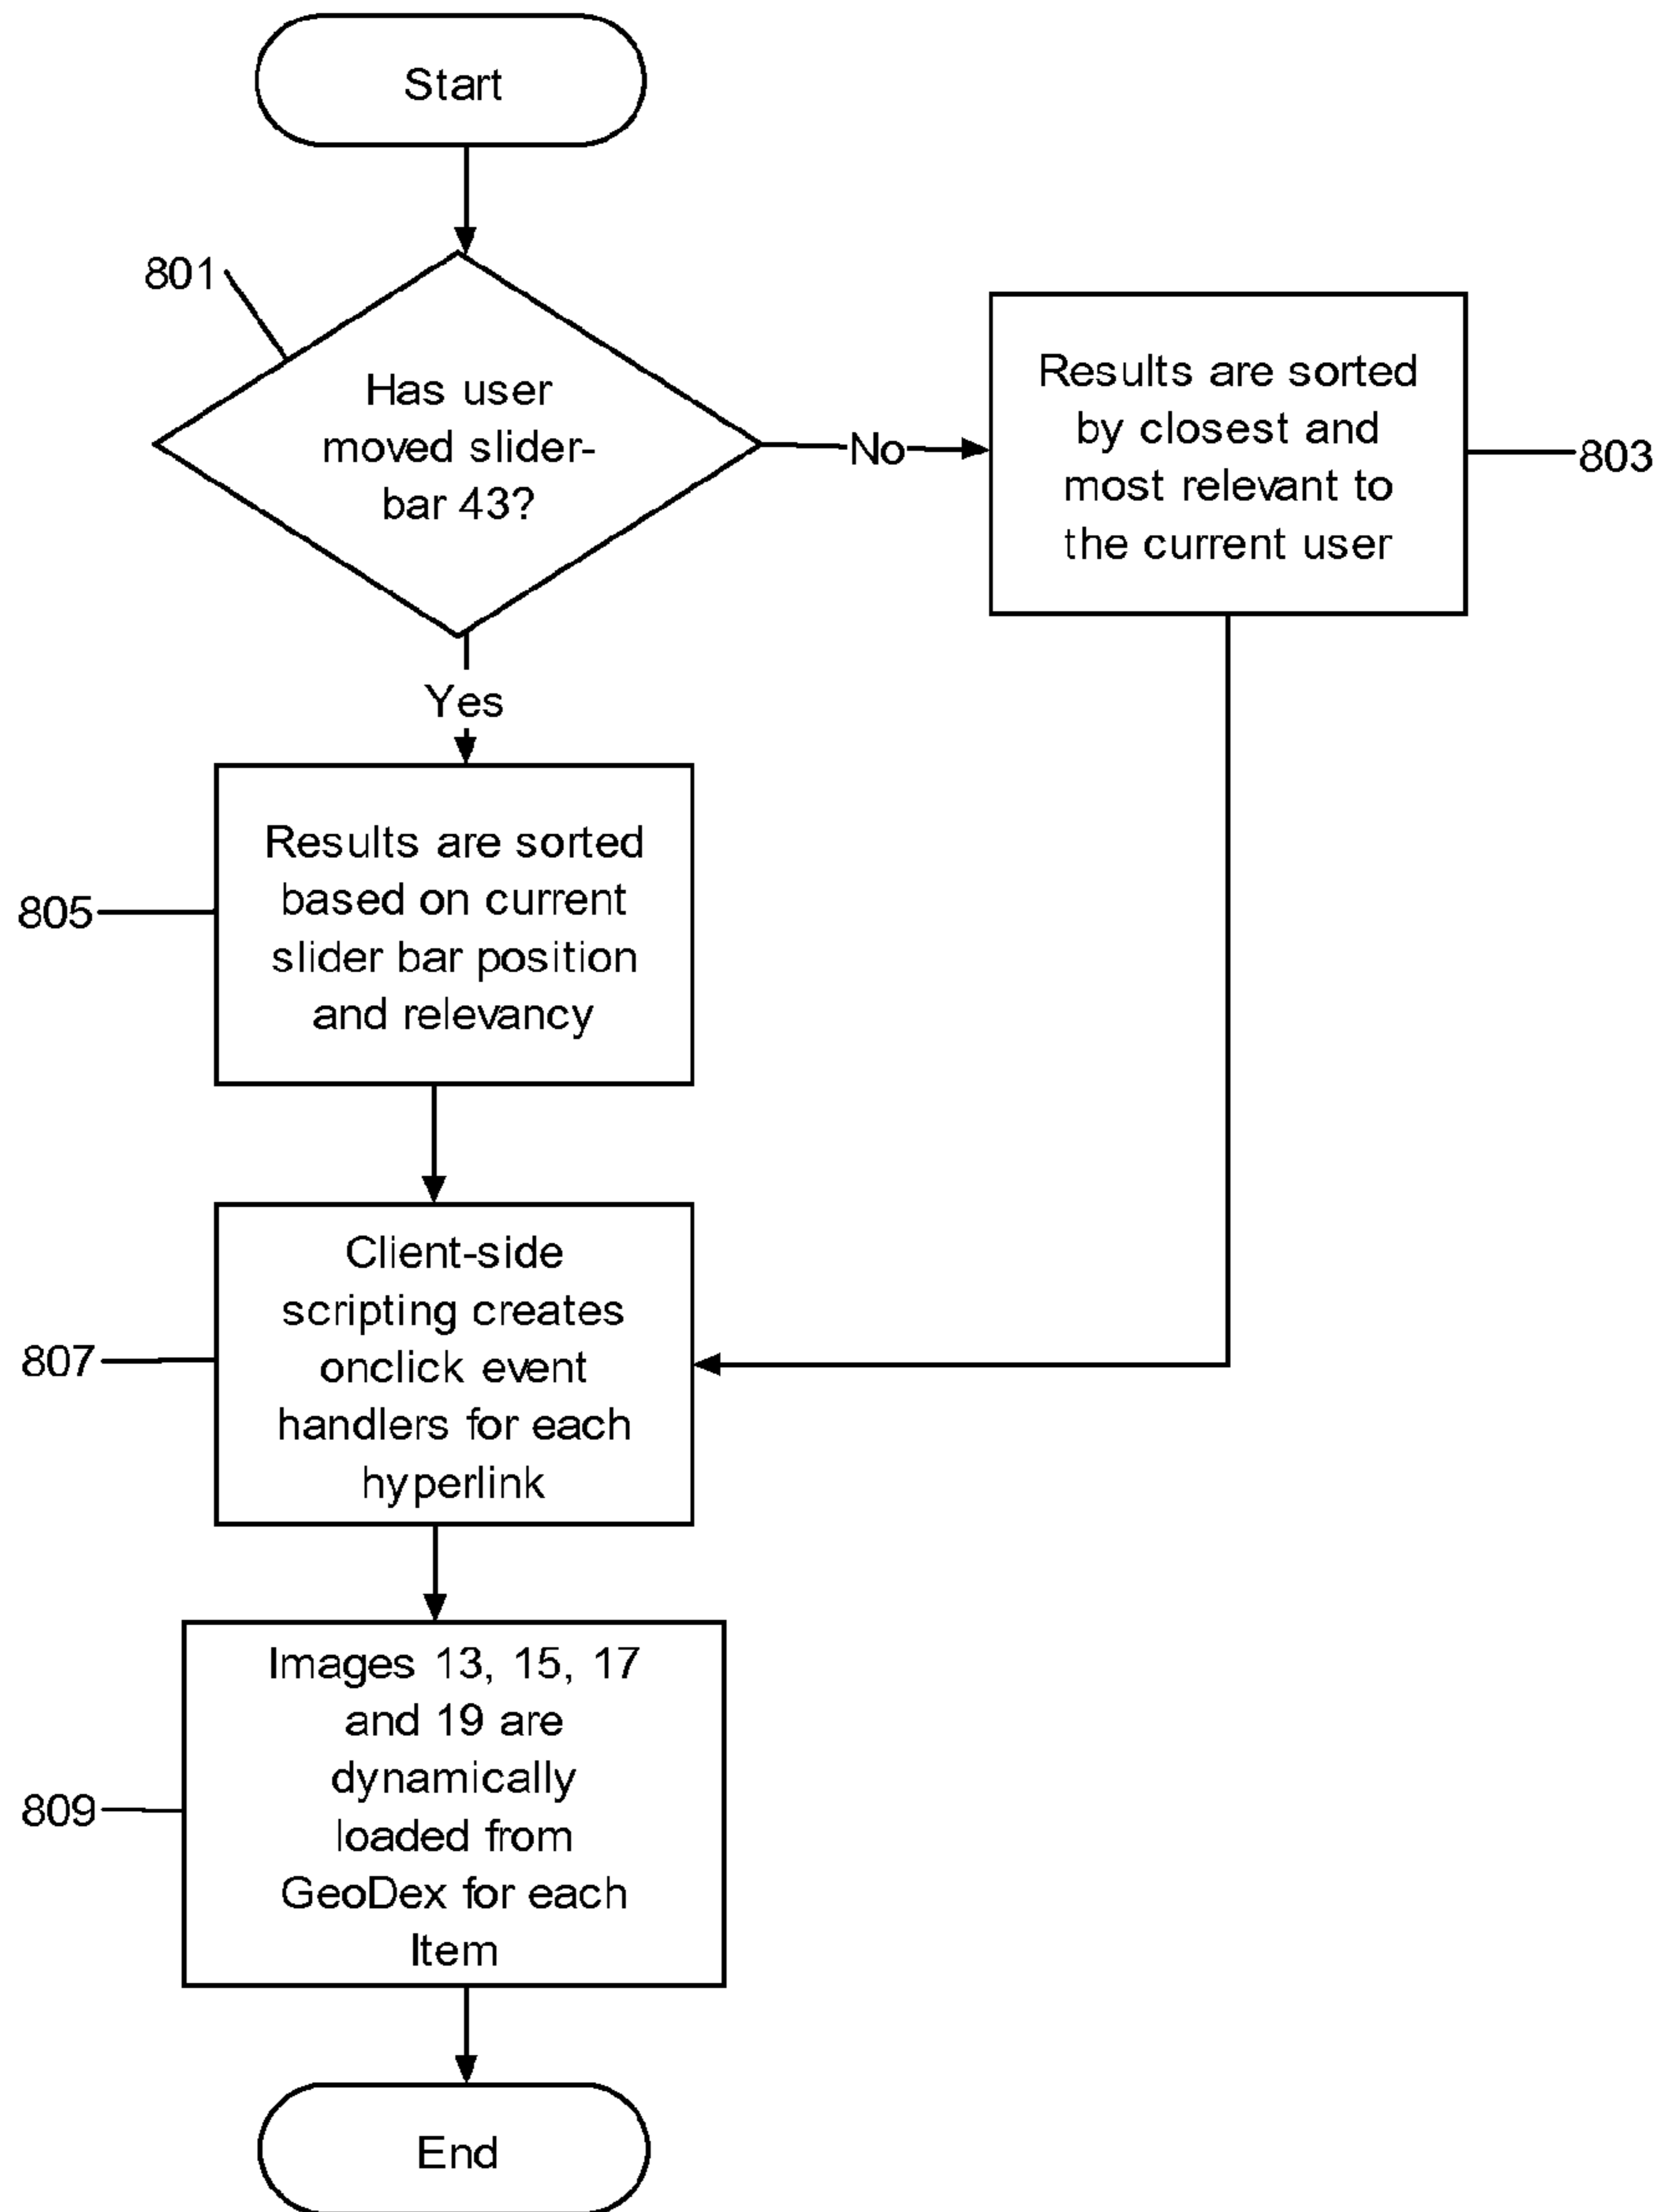 Start
801
Has user
moved slider-
bar 43?
No
Results are sorted
by closest and
most relevant to
the current user
803
Yes
805
Results are sorted
based on current
slider bar position
and relevancy
807
Client-side
scripting creates
onclick event
handlers for each
hyperlink
809
Images 13, 15, 17
and 19 are
dynamically
loaded from
GeoDex for each
Item
End